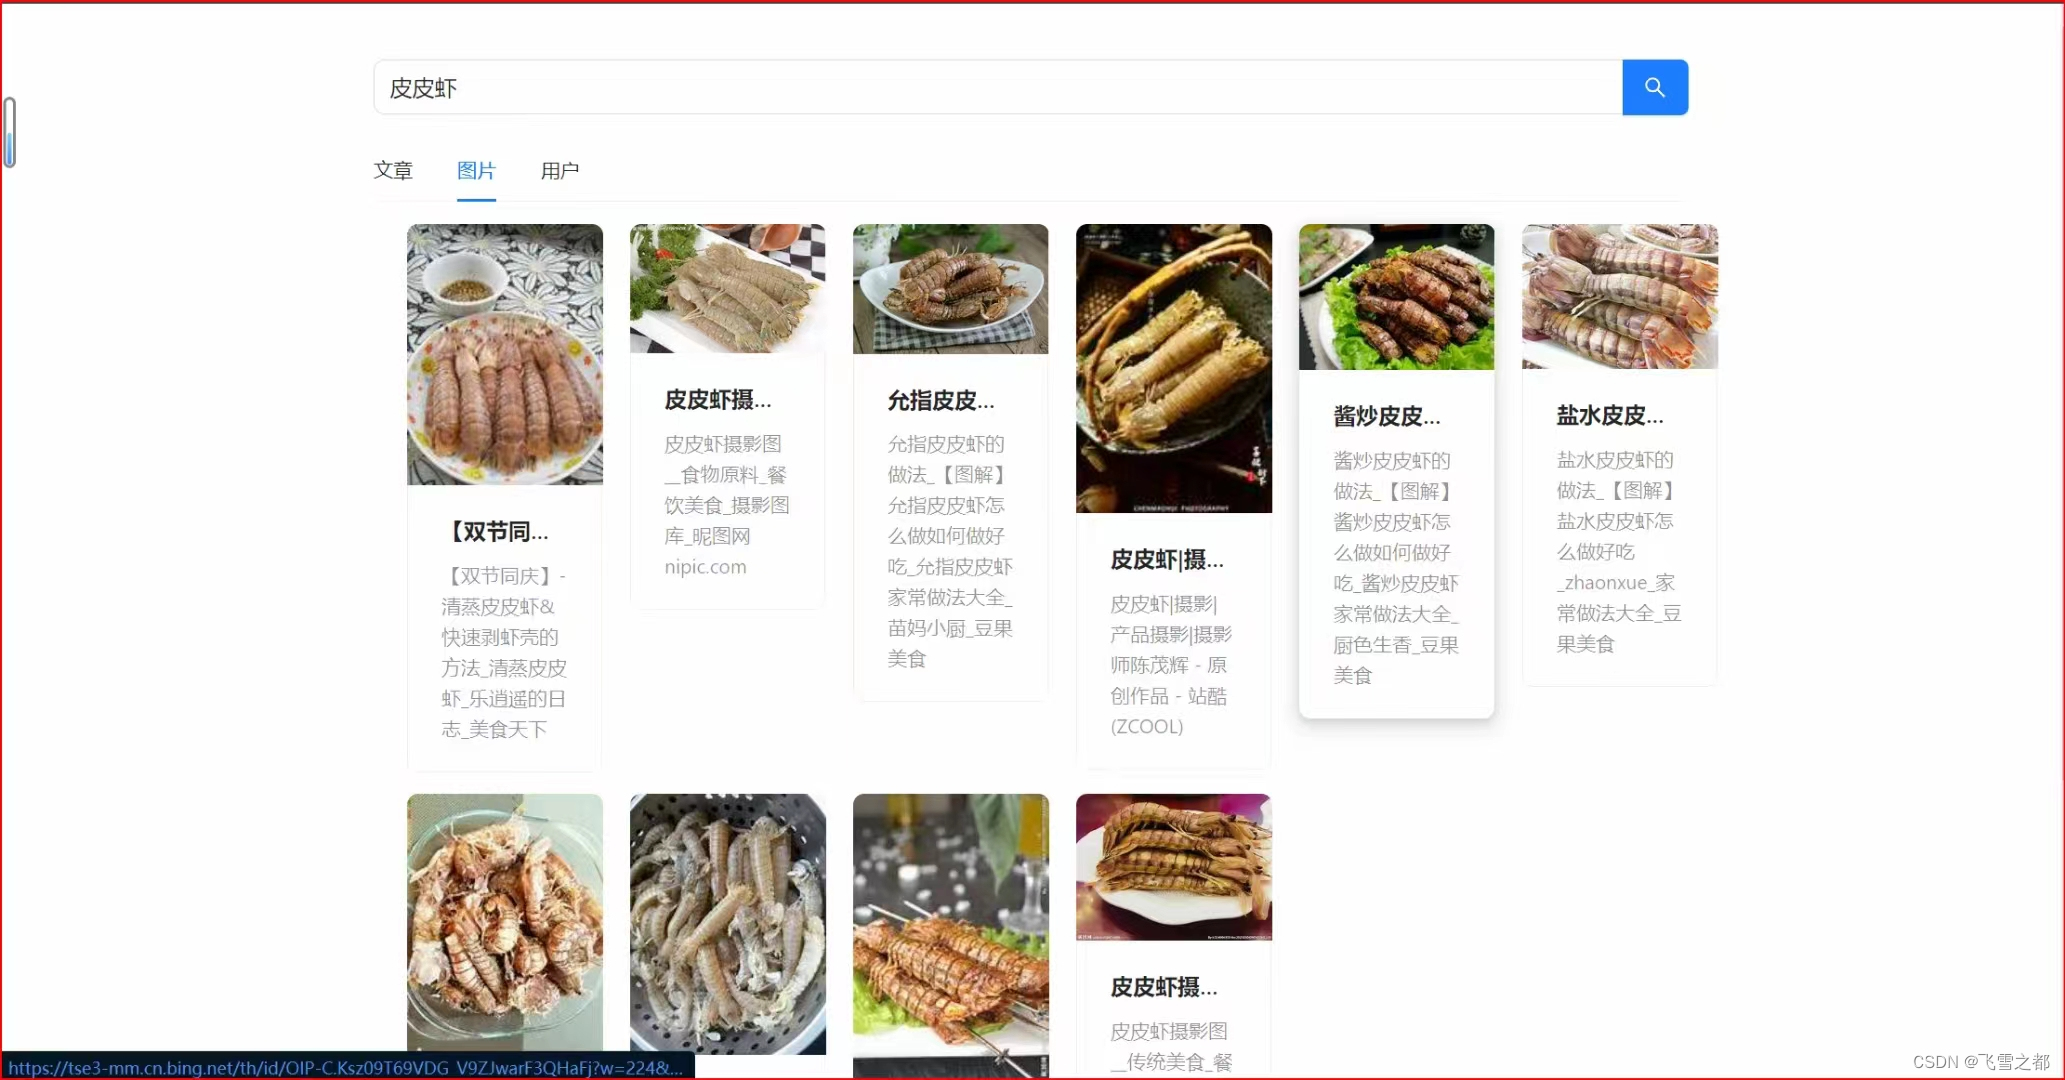 皮皮虾
文章 图片 用户
【双节同...
【双节同庆】-
清蒸皮皮虾&
快速剥虾壳的
方法_清蒸皮皮
虾_乐逍遥的日
志_美食天下
皮皮虾摄...
皮皮虾摄影图
__食物原料_餐
饮美食_摄影图
库_昵图网
nipic.com
允指皮皮...
允指皮皮虾的
做法_【图解】
允指皮皮虾怎
么做如何做好
吃_允指皮皮虾
家常做法大全_
苗妈小厨_豆果
美食
CHENMAOHUI PHOTOGRAPHY
皮皮虾|摄...
皮皮虾|摄影|
产品摄影|摄影
师陈茂辉 - 原
创作品 - 站酷
(ZCOOL)
酱炒皮皮...
酱炒皮皮虾的
做法_【图解】
酱炒皮皮虾怎
么做如何做好
吃_酱炒皮皮虾
家常做法大全_
厨色生香_豆果
美食
盐水皮皮...
盐水皮皮虾的
做法_【图解】
盐水皮皮虾怎
么做好吃
_zhaonxue_家
常做法大全_豆
果美食
皮皮虾摄...
皮皮虾摄影图
__传统美食_餐
https://tse3-mm.cn.bing.net/th/id/OIP-C.Ksz09T69VDG_V9ZJwarF3QHaFj?w=224&...
CSDN @飞雪之都